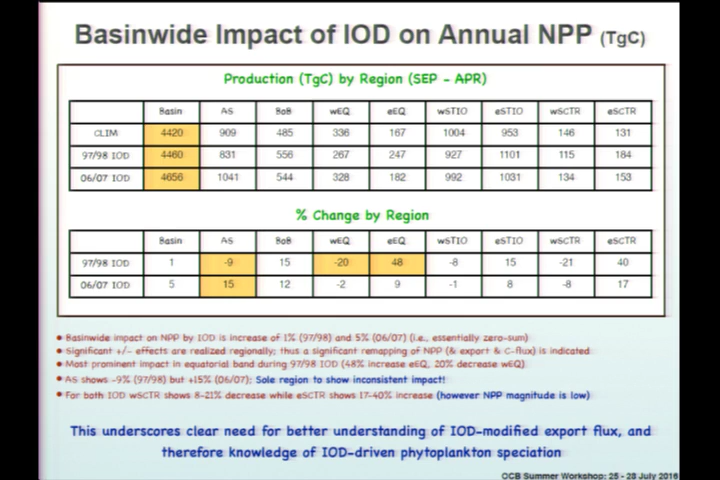 Basinwide Impact of IOD on Annual NPP (TgC)
Production (TgC) by Region (SEP - APR)
Basin AS BoB wEQ eEQ wSTIO eSTIO wSCTR eSCTR
CLIM 4420 909 485 336 167 1004 953 146 131
97/98 IOD 4460 831 556 267 247 927 1101 115 184
06/07 IOD 4656 1041 544 328 182 992 1031 134 153
% Change by Region
Basin AS BoB wEQ eEQ wSTIO eSTIO wSCTR eSCTR
97/98 IOD 1 -9 15 -20 48 -8 15 -21 40
06/07 IOD 5 15 12 -2 9 -1 8 -8 17
• Basinwide impact on NPP by IOD is increase of 1% (97/98) and 5% (06/07) (i.e., essentially zero-sum)
• Significant +/- effects are realized regionally; thus a significant remapping of NPP (& export & C-flux) is indicated
• Most prominent impact in equatorial band during 97/98 IOD (48% increase eEQ, 20% decrease wEQ)
• AS shows -9% (97/98) but +15% (06/07); Sole region to show inconsistent impact!
• For both IOD wSCTR shows 8-21% decrease while eSCTR shows 17-40% increase (however NPP magnitude is low)
This underscores clear need for better understanding of IOD-modified export flux, and
therefore knowledge of IOD-driven phytoplankton speciation
OCB Summer Workshop: 25 - 28 July 2016